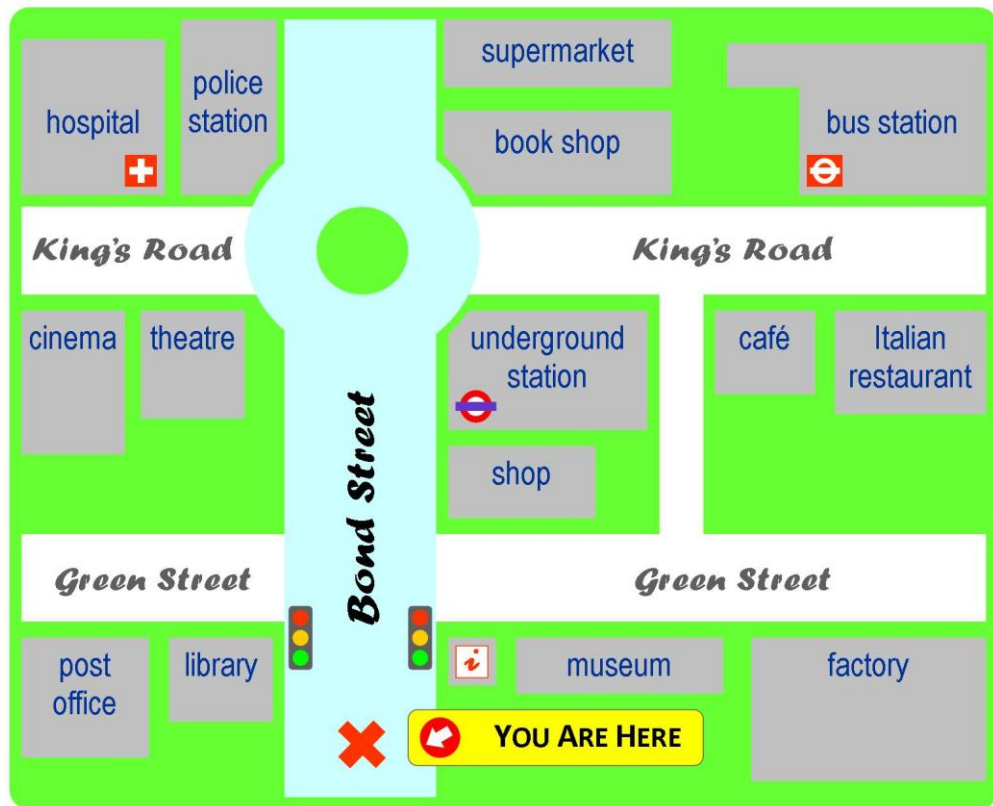 supermarket
police
station
hospital
book shop
bus station
King's Road
King's Road
cinema
theatre
underground
station
café
Italian
restaurant
Bond Street
shop
Green Street
Green Street
post
office
library
i
museum
factory
YOU ARE HERE